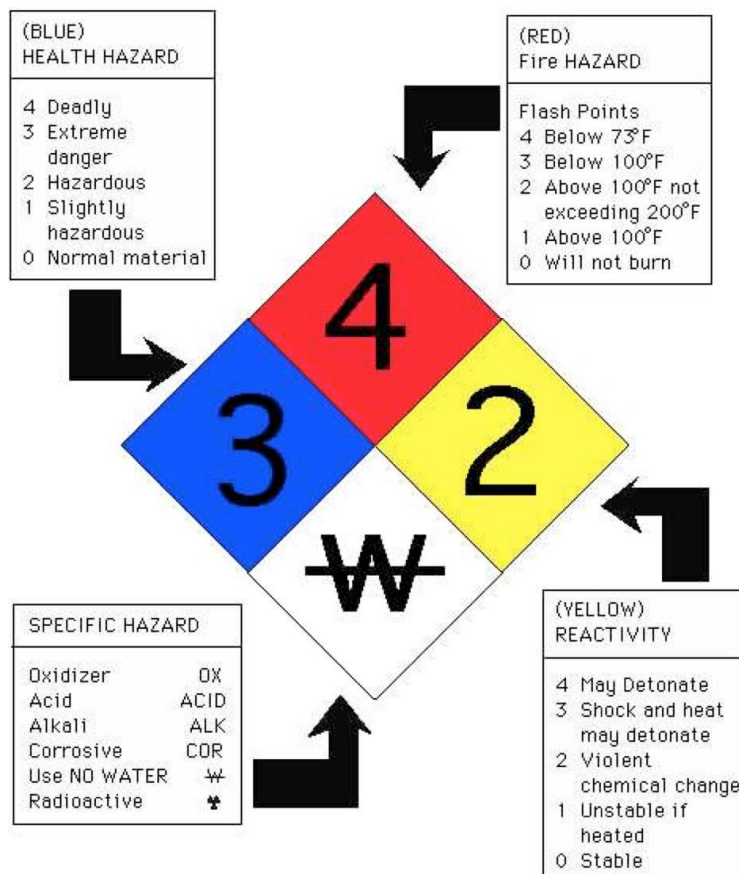 (BLUE)
HEALTH HAZARD
4 Deadly
3 Extreme
danger
2 Hazardous
1 Slightly
hazardous
0 Normal material
(RED)
Fire HAZARD
Flash Points
4 Below 73°F
3 Below 100°F
2 Above 100°F not
exceeding 200°F
1 Above 100°F
0 Will not burn
4
3
2
W
SPECIFIC HAZARD
Oxidizer OX
Acid ACID
Alkali ALK
Corrosive COR
Use NO WATER W
Radioactive ☢
(YELLOW)
REACTIVITY
4 May Detonate
3 Shock and heat
may detonate
2 Violent
chemical change
1 Unstable if
heated
0 Stable